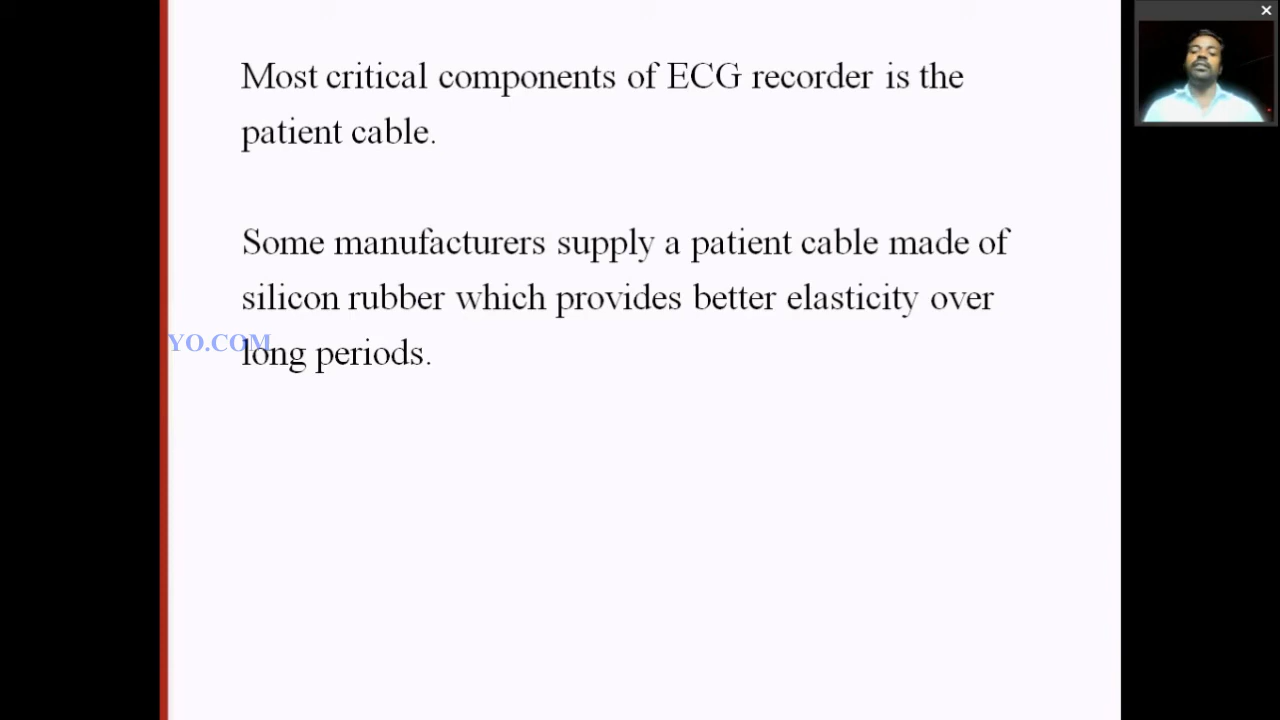 Most critical components of ECG recorder is the
patient cable.
Some manufacturers supply a patient cable made of
silicon rubber which provides better elasticity over
YO.COM
long periods.